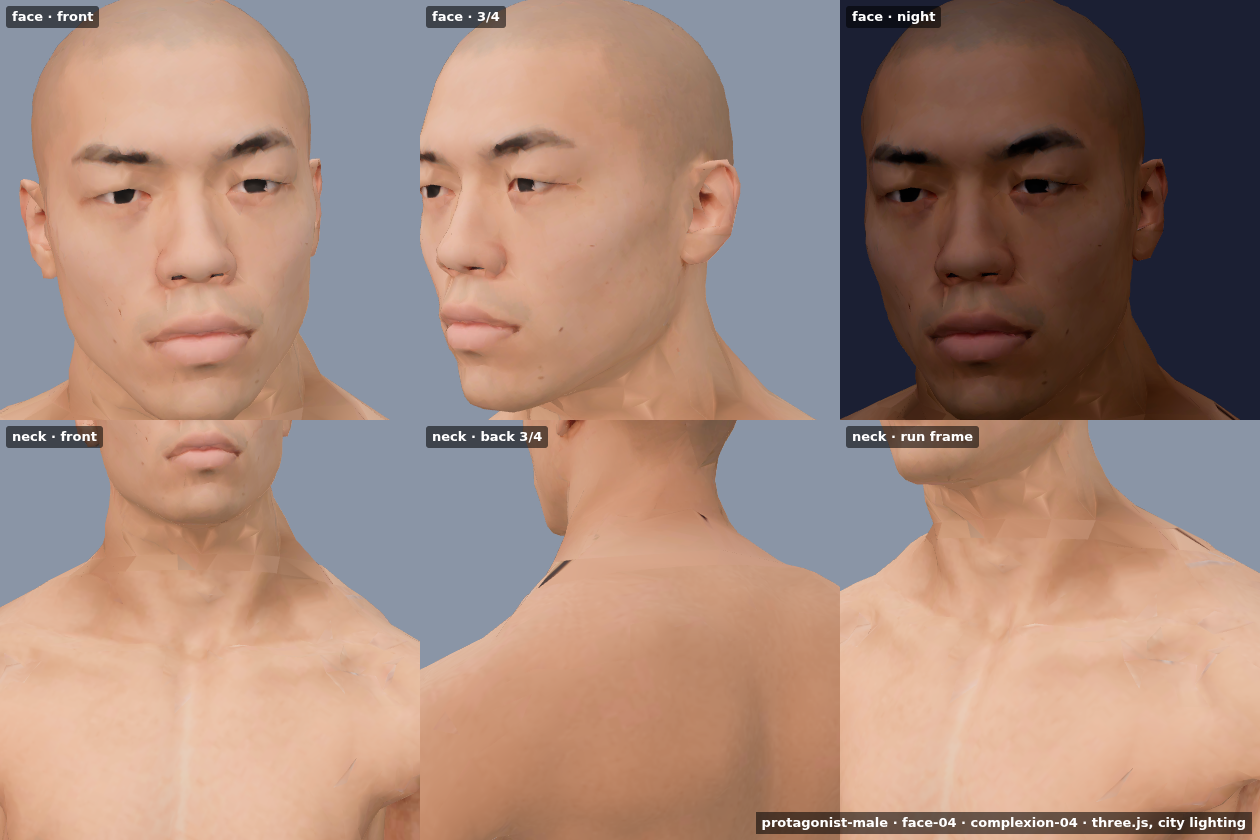 face · front
face · 3/4
face · night
neck · front
neck · back 3/4
neck · run frame
protagonist-male · face-04 · complexion-04 · three.js, city lighting